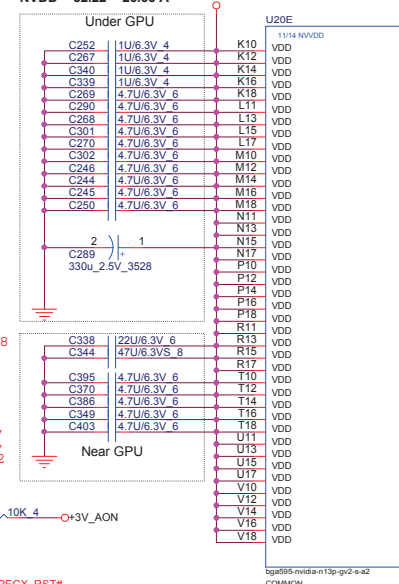 Under GPU
U20E
11/14 NVVDD
C252 1U/6.3V_4 K10 VDD
C267 1U/6.3V_4 K12 VDD
C340 1U/6.3V_4 K14 VDD
C339 1U/6.3V_4 K16 VDD
C269 4.7U/6.3V_6 K18 VDD
C290 4.7U/6.3V_6 L11 VDD
C268 4.7U/6.3V_6 L13 VDD
C301 4.7U/6.3V_6 L15 VDD
C270 4.7U/6.3V_6 L17 VDD
C302 4.7U/6.3V_6 M10 VDD
C246 4.7U/6.3V_6 M12 VDD
C244 4.7U/6.3V_6 M14 VDD
C245 4.7U/6.3V_6 M16 VDD
C250 4.7U/6.3V_6 M18 VDD
N11 VDD
N13 VDD
2 1 N15 VDD
+
C289 N17 VDD
330u_2.5V_3528 P10 VDD
P12 VDD
P14 VDD
P16 VDD
P18 VDD
R11 VDD
8 C338 22U/6.3V_6 R13 VDD
C344 47U/6.3VS_8 R15 VDD
R17 VDD
C395 4.7U/6.3V_6 T10 VDD
C370 4.7U/6.3V_6 T12 VDD
C386 4.7U/6.3V_6 T14 VDD
C349 4.7U/6.3V_6 T16 VDD
C403 4.7U/6.3V_6 T18 VDD
U11 VDD
Near GPU U13 VDD
2 U15 VDD
U17 VDD
V10 VDD
V12 VDD
10K_4 +3V_AON V14 VDD
V16 VDD
V18 VDD
bga595-nvidia-n13p-gv2-s-a2
COMMON